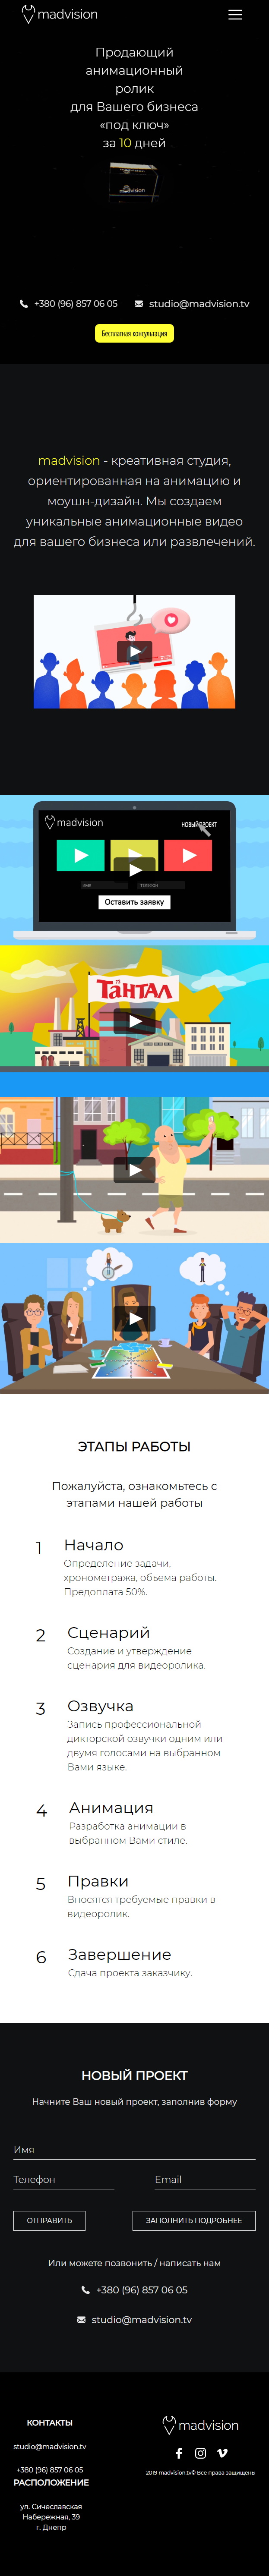 madvision
Продающий
анимационный
ролик
для Вашего бизнеса
«под ключ»
за 10 дней
madvision
+380 (96) 857 06 05
studio@madvision.tv
Бесплатная консультация
madvision - креативная студия,
ориентированная на анимацию и
моушн-дизайн. Мы создаем
уникальные анимационные видео
для вашего бизнеса или развлечений.
madvision
НОВЫЙ ПРОЕКТ
ИМЯ
ТЕЛЕФОН
Оставить заявку
ТАНТАЛ
ЭТАПЫ РАБОТЫ
Пожалуйста, ознакомьтесь с
этапами нашей работы
1 Начало
Определение задачи,
хронометража, объема работы.
Предоплата 50%.
2 Сценарий
Создание и утверждение
сценария для видеоролика.
3 Озвучка
Запись профессиональной
дикторской озвучки одним или
двумя голосами на выбранном
Вами языке.
4 Анимация
Разработка анимации в
выбранном Вами стиле.
5 Правки
Вносятся требуемые правки в
видеоролик.
6 Завершение
Сдача проекта заказчику.
НОВЫЙ ПРОЕКТ
Начните Ваш новый проект, заполнив форму
Имя
Телефон
Email
ОТПРАВИТЬ
ЗАПОЛНИТЬ ПОДРОБНЕЕ
Или можете позвонить / написать нам
+380 (96) 857 06 05
studio@madvision.tv
КОНТАКТЫ
studio@madvision.tv
+380 (96) 857 06 05
РАСПОЛОЖЕНИЕ
ул. Сичеславская
Набережная, 39
г. Днепр
madvision
2019 madvision.tv© Все права защищены